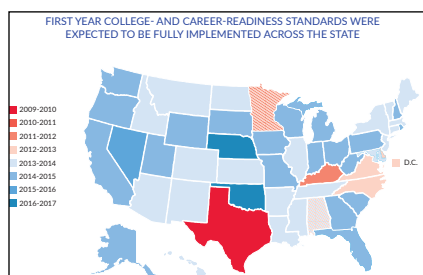 FIRST YEAR COLLEGE- AND CAREER-READINESS STANDARDS WERE
EXPECTED TO BE FULLY IMPLEMENTED ACROSS THE STATE
2009-2010
2010-2011
2011-2012
2012-2013
2013-2014
2014-2015
2015-2016
2016-2017
D.C.